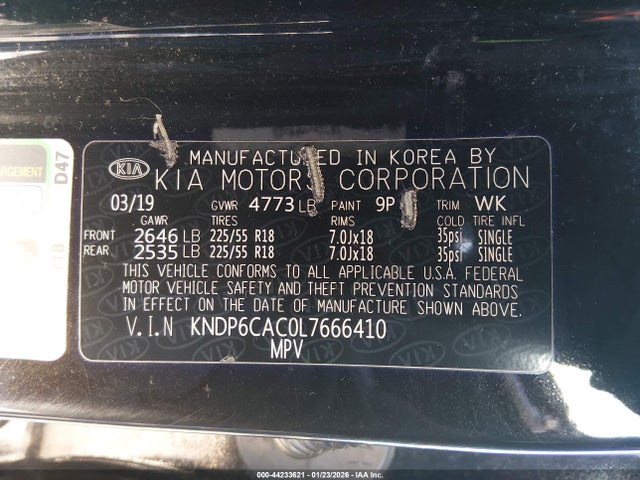 ARGEMENT
D47
KIA
MANUFACTURED IN KOREA BY
KIA MOTORS CORPORATION
03/19 GVWR 4773 LB PAINT 9P TRIM WK
GAWR TIRES RIMS COLD TIRE INFL
FRONT 2646 LB 225/55 R18 7.0Jx18 35psi SINGLE
REAR 2535 LB 225/55 R18 7.0Jx18 35psi SINGLE
THIS VEHICLE CONFORMS TO ALL APPLICABLE U.S.A. FEDERAL
MOTOR VEHICLE SAFETY AND THEFT PREVENTION STANDARDS
IN EFFECT ON THE DATE OF MANUFACTURE SHOWN ABOVE.
V.I.N KNDP6CAC0L7666410
MPV
000-44233621 | 01/23/2026 - IAA Inc.